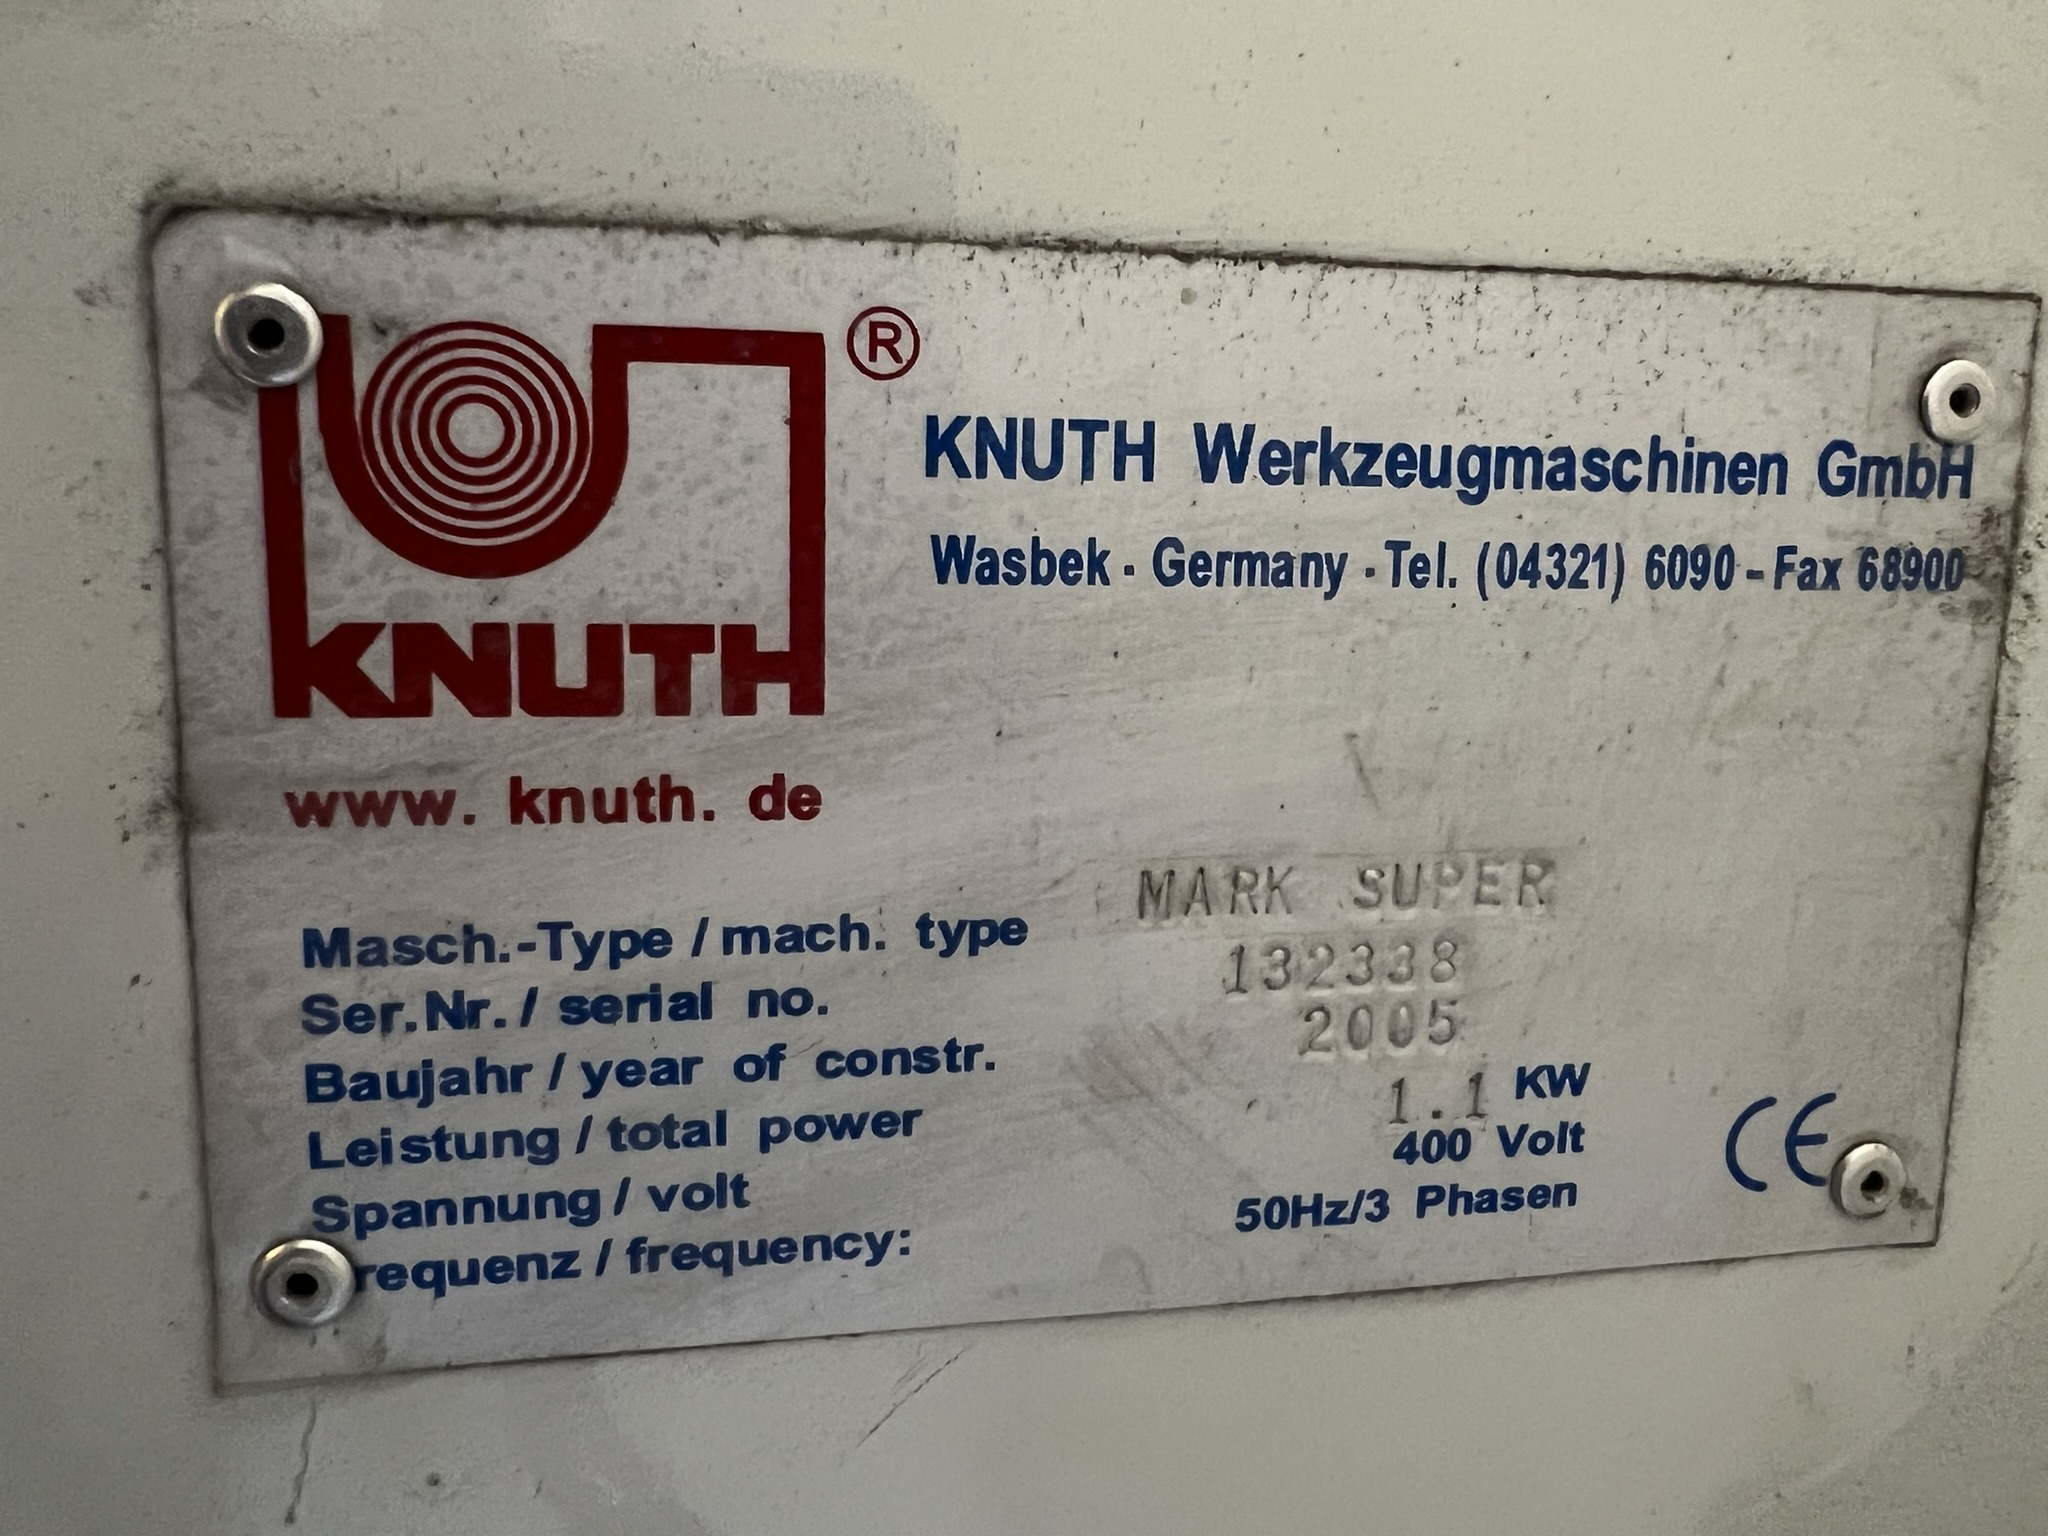 ®
KNUTH Werkzeugmaschinen GmbH
Wasbek · Germany · Tel. (04321) 6090 - Fax 68900
KNUTH
www. knuth. de
Masch.-Type / mach. type MARK SUPER
Ser.Nr. / serial no. 132338
Baujahr / year of constr. 2005
Leistung / total power 1.1 KW
Spannung / volt 400 Volt
requenz / frequency: 50Hz/3 Phasen
CE